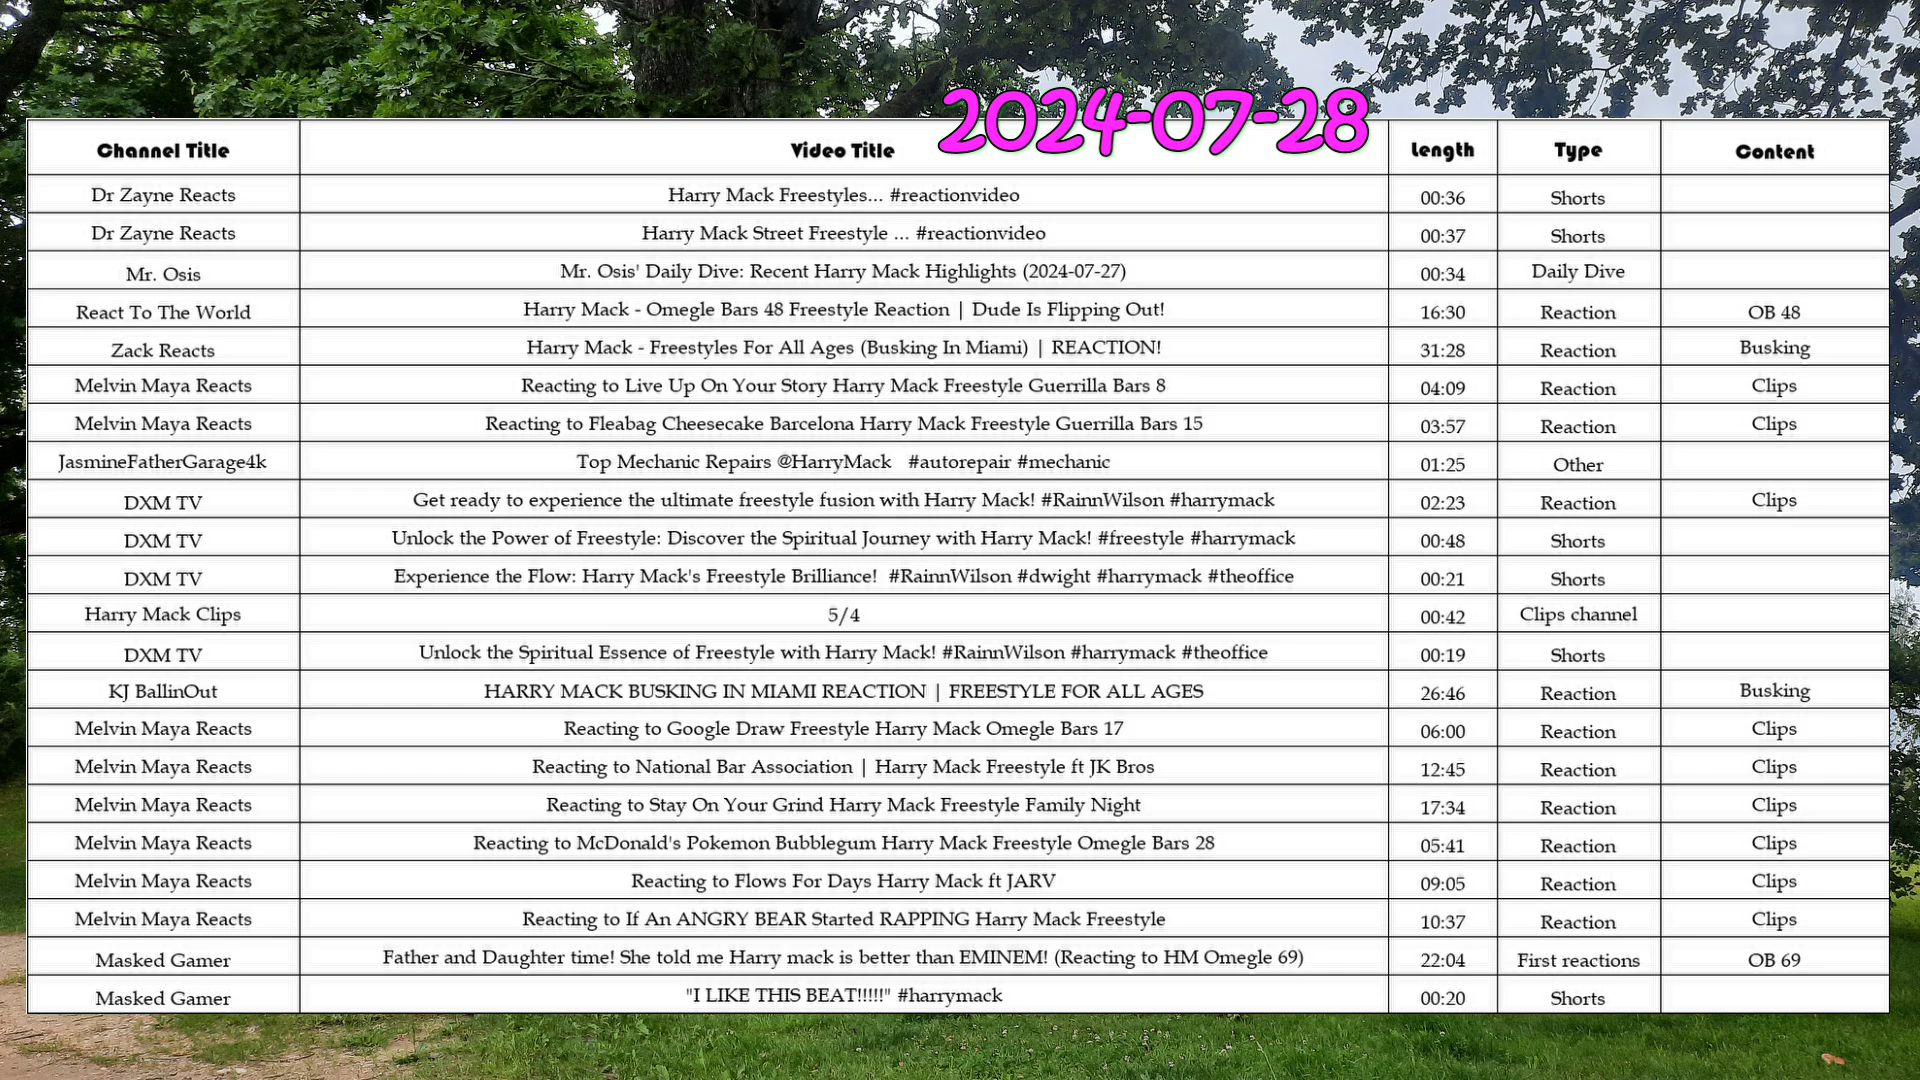 2024-07-28
Channel Title Video Title Length Type Content
Dr Zayne Reacts Harry Mack Freestyles... #reactionvideo 00:36 Shorts
Dr Zayne Reacts Harry Mack Street Freestyle ... #reactionvideo 00:37 Shorts
Mr. Osis Mr. Osis' Daily Dive: Recent Harry Mack Highlights (2024-07-27) 00:34 Daily Dive
React To The World Harry Mack - Omegle Bars 48 Freestyle Reaction | Dude Is Flipping Out! 16:30 Reaction OB 48
Zack Reacts Harry Mack - Freestyles For All Ages (Busking In Miami) | REACTION! 31:28 Reaction Busking
Melvin Maya Reacts Reacting to Live Up On Your Story Harry Mack Freestyle Guerrilla Bars 8 04:09 Reaction Clips
Melvin Maya Reacts Reacting to Fleabag Cheesecake Barcelona Harry Mack Freestyle Guerrilla Bars 15 03:57 Reaction Clips
JasmineFatherGarage4k Top Mechanic Repairs @HarryMack #autorepair #mechanic 01:25 Other
DXM TV Get ready to experience the ultimate freestyle fusion with Harry Mack! #RainnWilson #harrymack 02:23 Reaction Clips
DXM TV Unlock the Power of Freestyle: Discover the Spiritual Journey with Harry Mack! #freestyle #harrymack 00:48 Shorts
DXM TV Experience the Flow: Harry Mack's Freestyle Brilliance! #RainnWilson #dwight #harrymack #theoffice 00:21 Shorts
Harry Mack Clips 5/4 00:42 Clips channel
DXM TV Unlock the Spiritual Essence of Freestyle with Harry Mack! #RainnWilson #harrymack #theoffice 00:19 Shorts
KJ BallinOut HARRY MACK BUSKING IN MIAMI REACTION | FREESTYLE FOR ALL AGES 26:46 Reaction Busking
Melvin Maya Reacts Reacting to Google Draw Freestyle Harry Mack Omegle Bars 17 06:00 Reaction Clips
Melvin Maya Reacts Reacting to National Bar Association | Harry Mack Freestyle ft JK Bros 12:45 Reaction Clips
Melvin Maya Reacts Reacting to Stay On Your Grind Harry Mack Freestyle Family Night 17:34 Reaction Clips
Melvin Maya Reacts Reacting to McDonald's Pokemon Bubblegum Harry Mack Freestyle Omegle Bars 28 05:41 Reaction Clips
Melvin Maya Reacts Reacting to Flows For Days Harry Mack ft JARV 09:05 Reaction Clips
Melvin Maya Reacts Reacting to If An ANGRY BEAR Started RAPPING Harry Mack Freestyle 10:37 Reaction Clips
Masked Gamer Father and Daughter time! She told me Harry mack is better than EMINEM! (Reacting to HM Omegle 69) 22:04 First reactions OB 69
Masked Gamer "I LIKE THIS BEAT!!!!!" #harrymack 00:20 Shorts